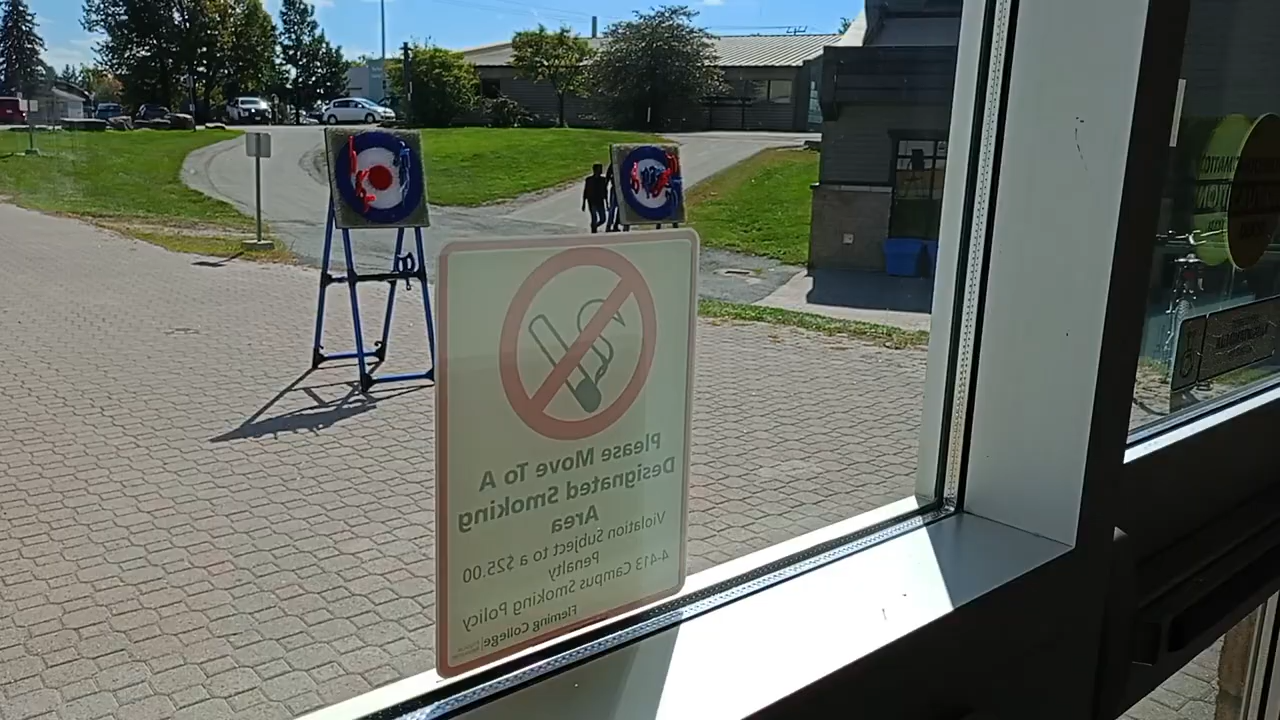 Please Move To A
Designated Smoking
Area
Violation Subject to a $25.00
Penalty
4-413 Campus Smoking Policy
Fleming College